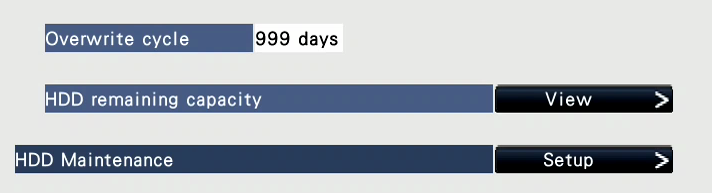 Overwrite cycle 999 days
HDD remaining capacity View >
HDD Maintenance Setup >